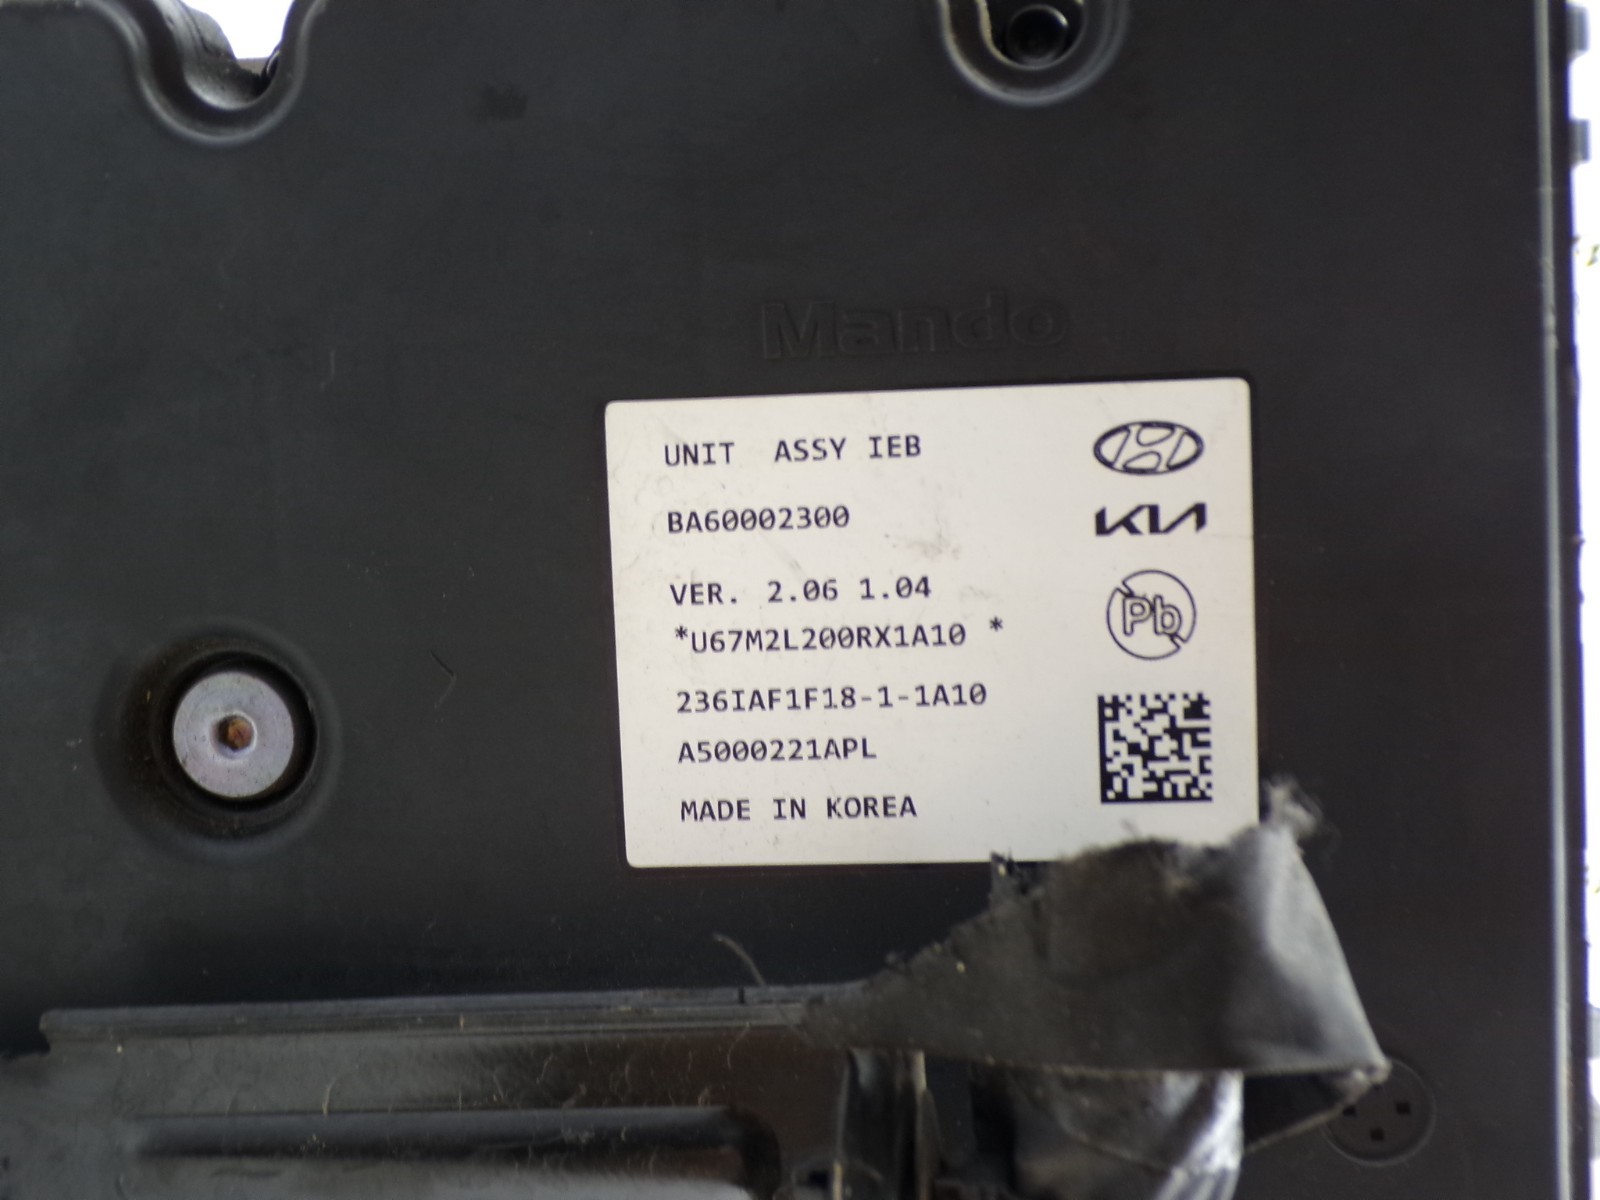 Mando
UNIT ASSY IEB
BA60002300
KIA
VER. 2.06 1.04
*U67M2L200RX1A10 *
Pb
236IAF1F18-1-1A10
A5000221APL
MADE IN KOREA